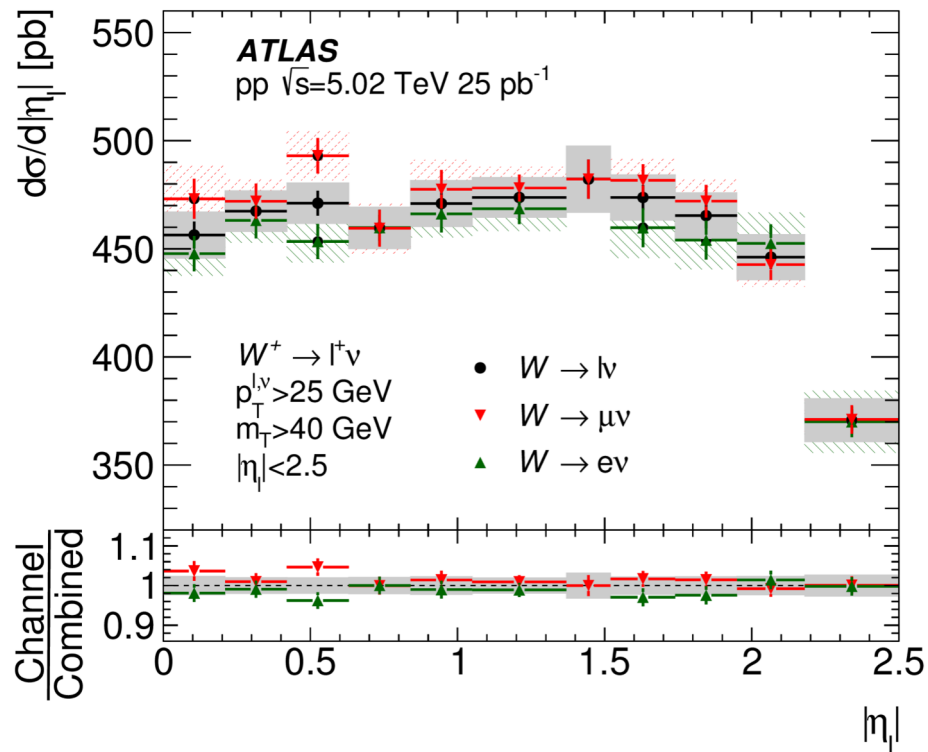 dσ/d|η_l| [pb]
550
500
450
400
350
ATLAS
pp √s=5.02 TeV 25 pb⁻¹
W⁺ → l⁺ν
p_T^{l,ν}>25 GeV
m_T>40 GeV
|η_l|<2.5
W → lν
W → μν
W → eν
Channel
Combined
1.1
1
0.9
0 0.5 1 1.5 2 2.5
|η_l|